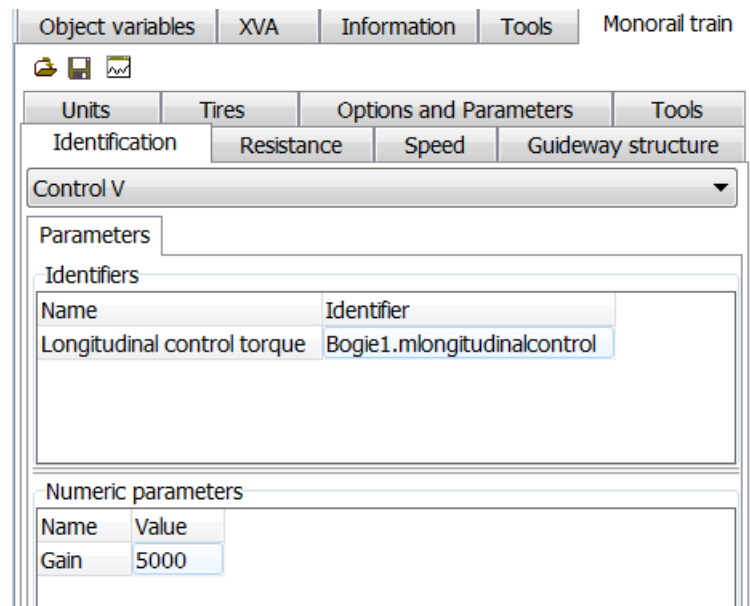 Object variables XVA Information Tools Monorail train
Units Tires Options and Parameters Tools
Identification Resistance Speed Guideway structure
Control V
Parameters
Identifiers
Name Identifier
Longitudinal control torque Bogie1.mlongitudinalcontrol
Numeric parameters
Name Value
Gain 5000